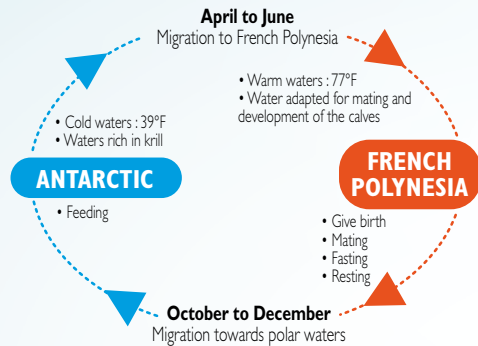 April to June
Migration to French Polynesia
• Warm waters : 77°F
• Water adapted for mating and
development of the calves
• Cold waters : 39°F
• Waters rich in krill
ANTARCTIC
• Feeding
FRENCH
POLYNESIA
• Give birth
• Mating
• Fasting
• Resting
October to December
Migration towards polar waters